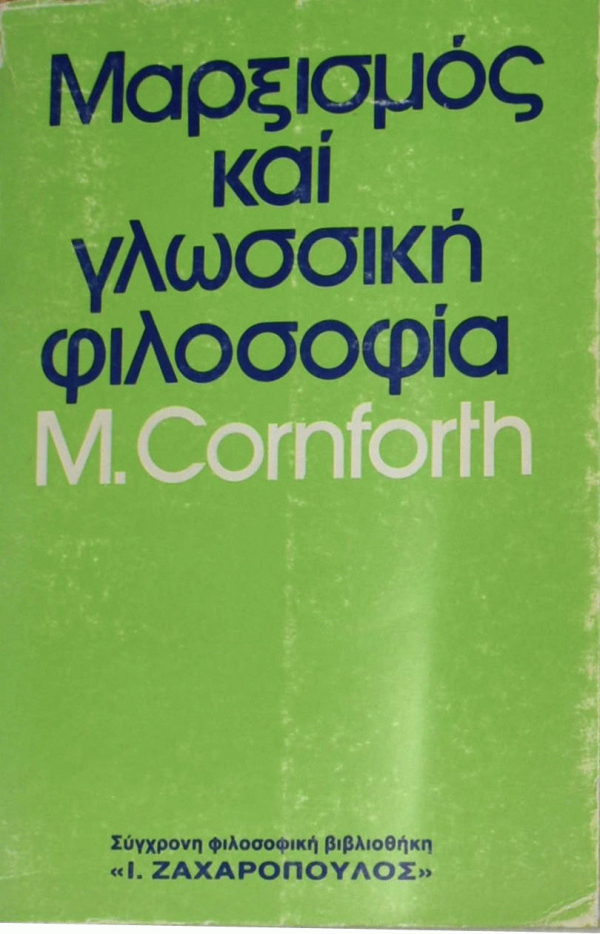 Μαρξισμός
καί
γλωσσική
φιλοσοφία
M. Cornforth
Σύγχρονη φιλοσοφική βιβλιοθήκη
«Ι. ΖΑΧΑΡΟΠΟΥΛΟΣ»